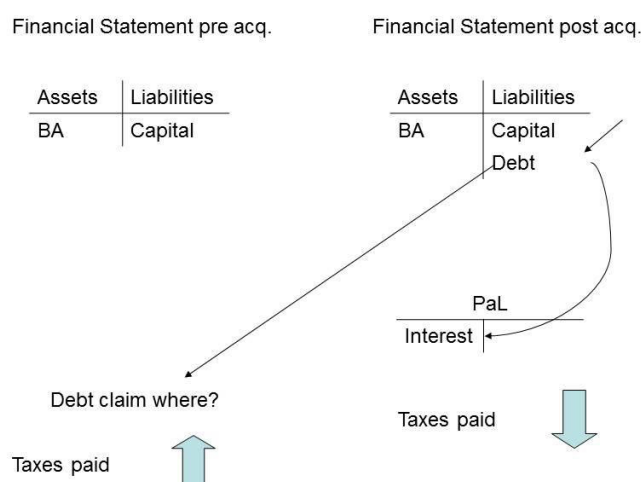 Financial Statement pre acq.
Financial Statement post acq.
Assets Liabilities
BA Capital
Assets Liabilities
BA Capital
Debt
PaL
Interest
Debt claim where?
Taxes paid
Taxes paid